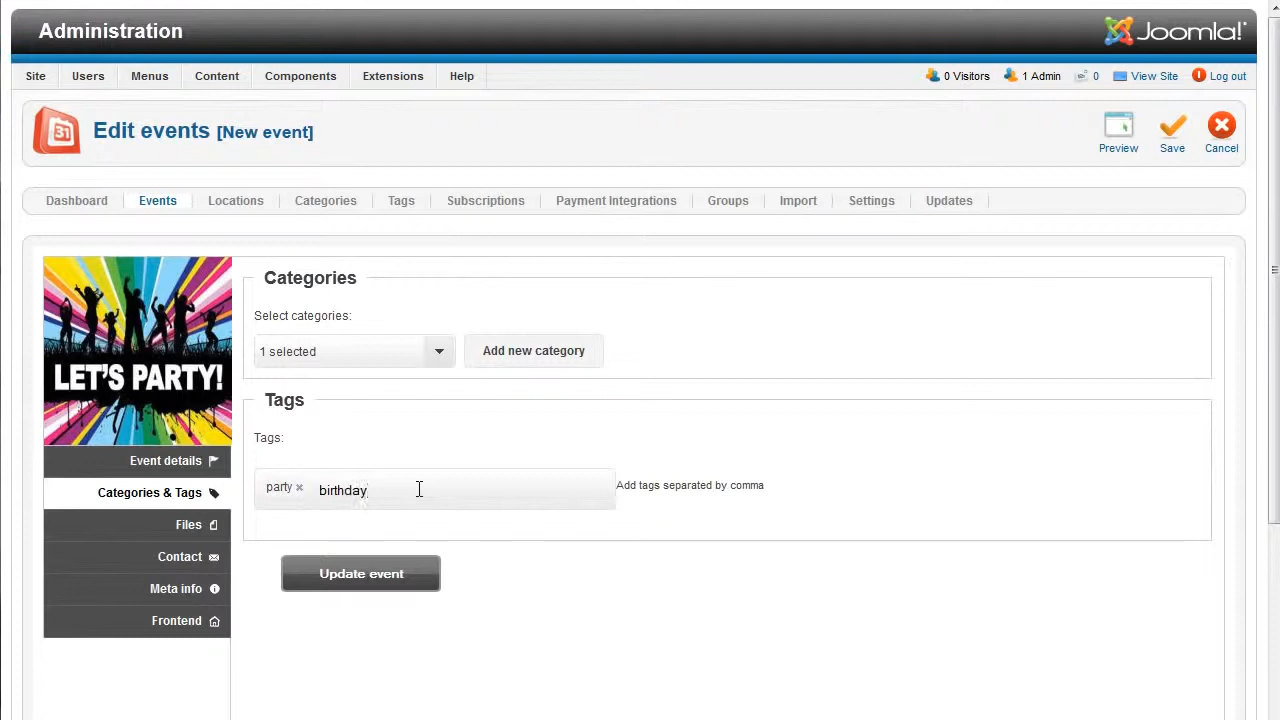 Administration
Joomla!
Site Users Menus Content Components Extensions Help
0 Visitors 1 Admin 0 View Site Log out
31
Edit events [New event]
Preview Save Cancel
Dashboard Events Locations Categories Tags Subscriptions Payment Integrations Groups Import Settings Updates
LET'S PARTY!
Event details
Categories & Tags
Files
Contact
Meta info
Frontend
Categories
Select categories:
1 selected
Add new category
Tags
Tags:
party × birthday
Add tags separated by comma
Update event